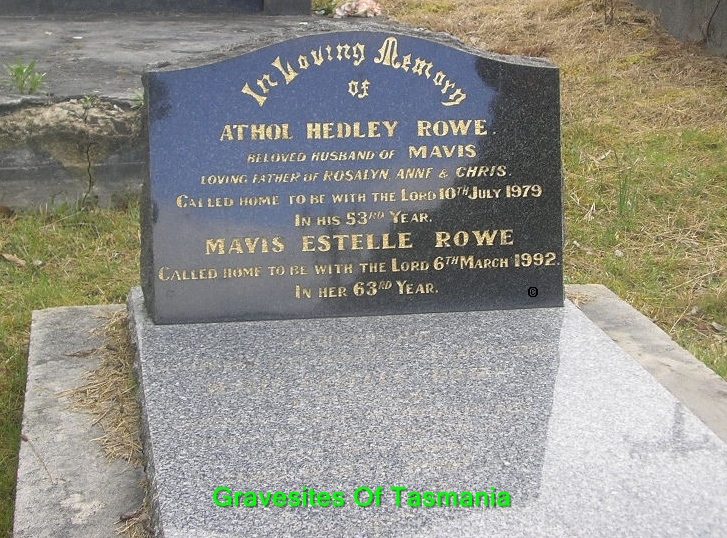 In Loving Memory
of
ATHOL HEDLEY ROWE.
BELOVED HUSBAND OF MAVIS
LOVING FATHER OF ROSALYN, ANNE & CHRIS.
CALLED HOME TO BE WITH THE LORD 10TH JULY 1979
IN HIS 53RD YEAR.
MAVIS ESTELLE ROWE
CALLED HOME TO BE WITH THE LORD 6TH MARCH 1992.
IN HER 63RD YEAR.
©
Gravesites Of Tasmania